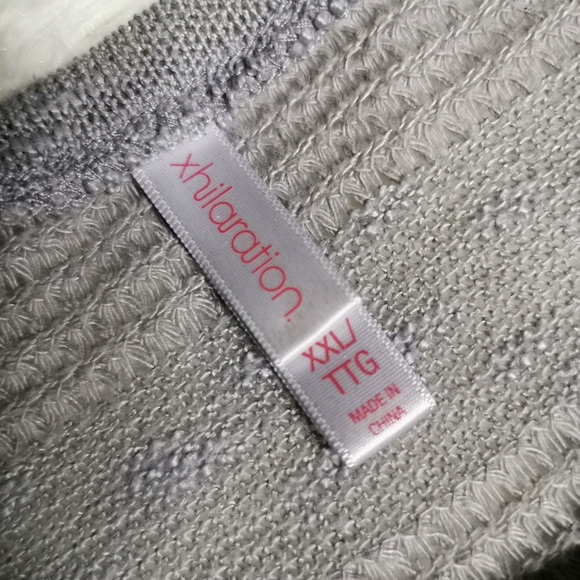 xhilaration.
XXL/
TTG
MADE IN
CHINA